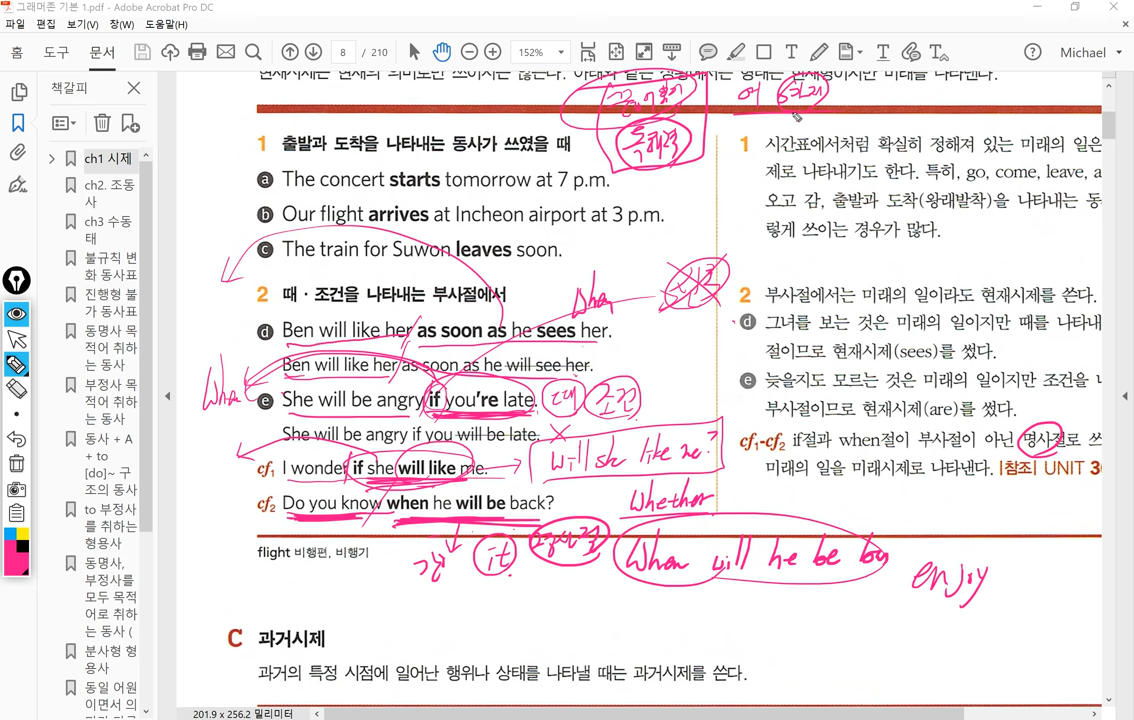 그래머존 기본 1.pdf - Adobe Acrobat Pro DC
파일 편집 보기(V) 창(W) 도움말(H)
홈 도구 문서 8 / 210 152% Michael
책갈피
ch1 시제
ch2. 조동
사
ch3 수동
태
불규칙 변
화 동사표
진행형 불
가 동사표
동명사 목
적어 취하
는 동사
부정사 목
적어 취하
는 동사
동사 + A
+ to
[do]~ 구
조의 동사
to 부정사
를 취하는
형용사
동명사,
부정사를
모두 목적
어로 취하
는 동사 (
분사형 형
용사
동일 어원
이면서 의
1 출발과 도착을 나타내는 동사가 쓰였을 때
a The concert starts tomorrow at 7 p.m.
b Our flight arrives at Incheon airport at 3 p.m.
c The train for Suwon leaves soon.
독해력
2 때 · 조건을 나타내는 부사절에서
When
d Ben will like her as soon as he sees her.
Ben will like her as soon as he will see her.
When
e She will be angry if you're late.
때 조건
She will be angry if you will be late.
cf1 I wonder if she will like me.
will she like me?
cf2 Do you know when he will be back?
Whether
it
When will he be
enjoy
flight 비행편, 비행기
1 시간표에서처럼 확실히 정해져 있는 미래의 일은
제로 나타내기도 한다. 특히, go, come, leave, a
오고 감, 출발과 도착(왕래발착)을 나타내는 동
렇게 쓰이는 경우가 많다.
2 부사절에서는 미래의 일이라도 현재시제를 쓴다.
d 그녀를 보는 것은 미래의 일이지만 때를 나타내
절이므로 현재시제(sees)를 썼다.
e 늦을지도 모르는 것은 미래의 일이지만 조건을 나
부사절이므로 현재시제(are)를 썼다.
cf1-cf2 if절과 when절이 부사절이 아닌 명사절로 쓰
미래의 일을 미래시제로 나타낸다. |참조| UNIT 3
C 과거시제
과거의 특정 시점에 일어난 행위나 상태를 나타낼 때는 과거시제를 쓴다.
201.9 x 256.2 밀리미터